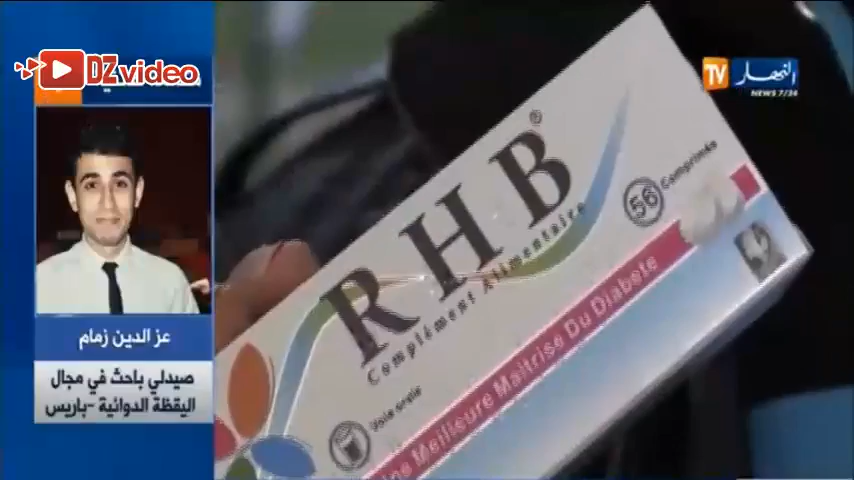 DZvideo
عز الدين زمام
صيدلي باحث في مجال
اليقظة الدوائية -باريس
RHB®
Complément Alimentaire
56
Comprimés
Voie orale
Meilleure Maitrise Du Diabète
TV النهار
NEWS 7/24